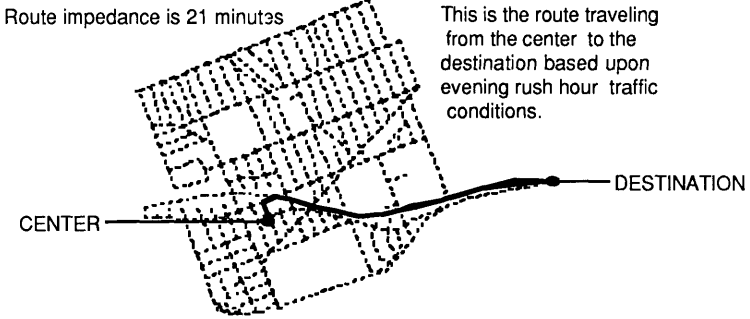 Route impedance is 21 minutes
This is the route traveling
from the center to the
destination based upon
evening rush hour traffic
conditions.
DESTINATION
CENTER